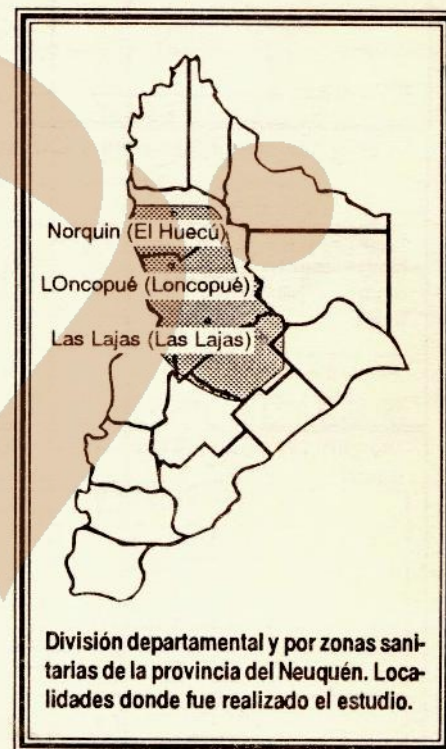 Norquin (El Huecú)
LOncopué (Loncopué)
Las Lajas (Las Lajas)
División departamental y por zonas sani-
tarias de la provincia del Neuquén. Loca-
lidades donde fue realizado el estudio.